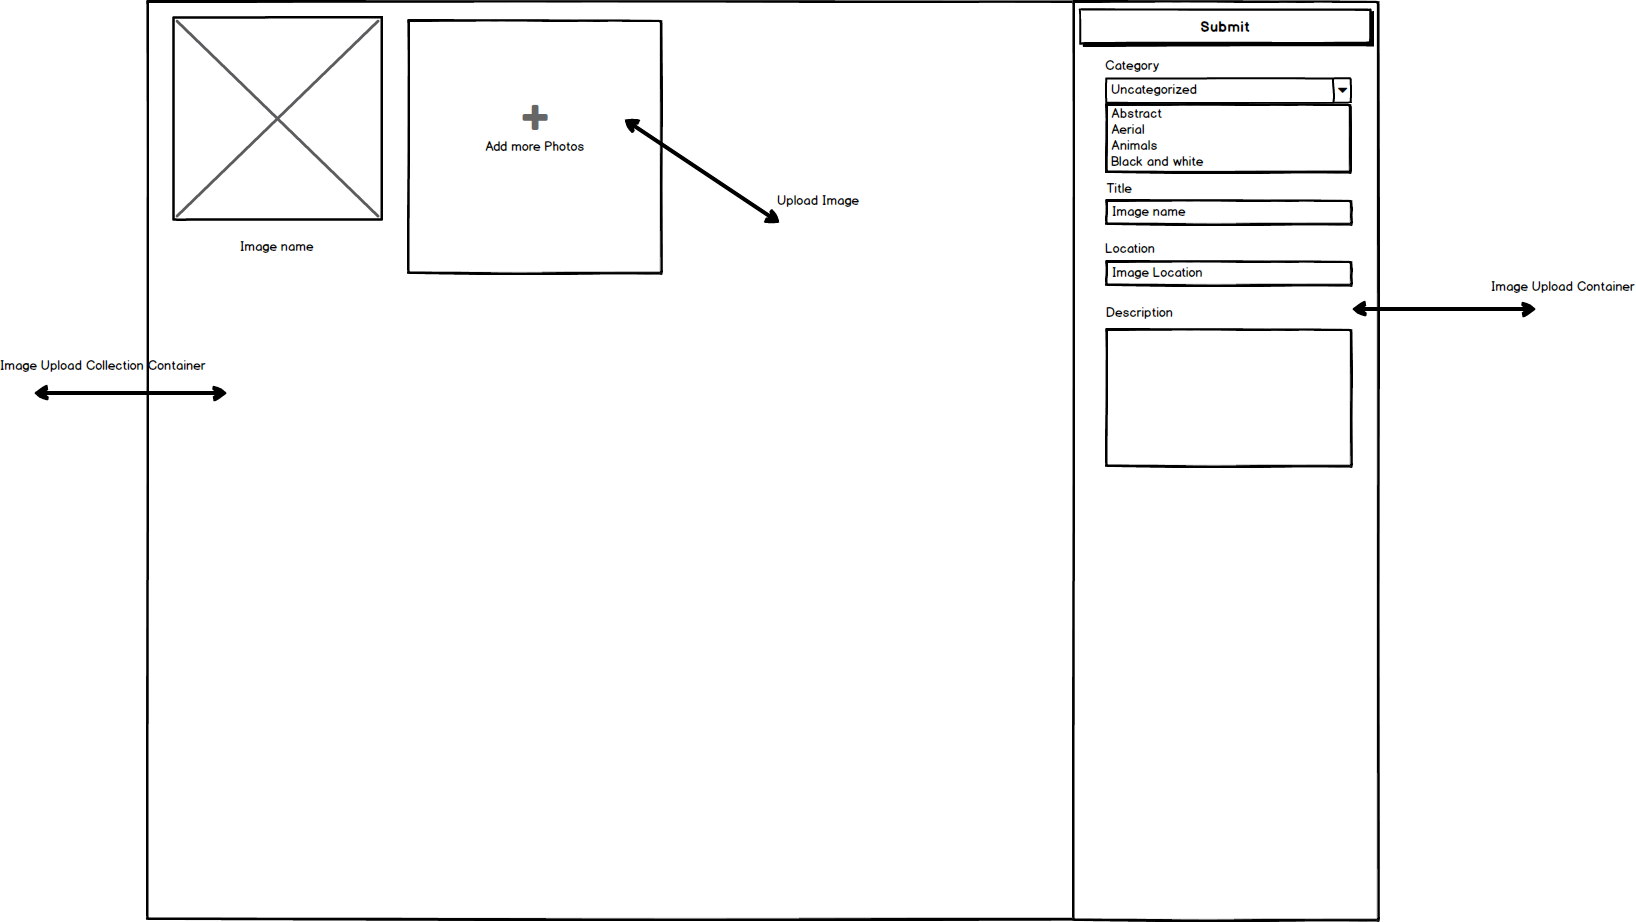 Image name
Add more Photos
Upload Image
Image Upload Collection Container
Submit
Category
Uncategorized
Abstract
Aerial
Animals
Black and white
Title
Image name
Location
Image Location
Description
Image Upload Container